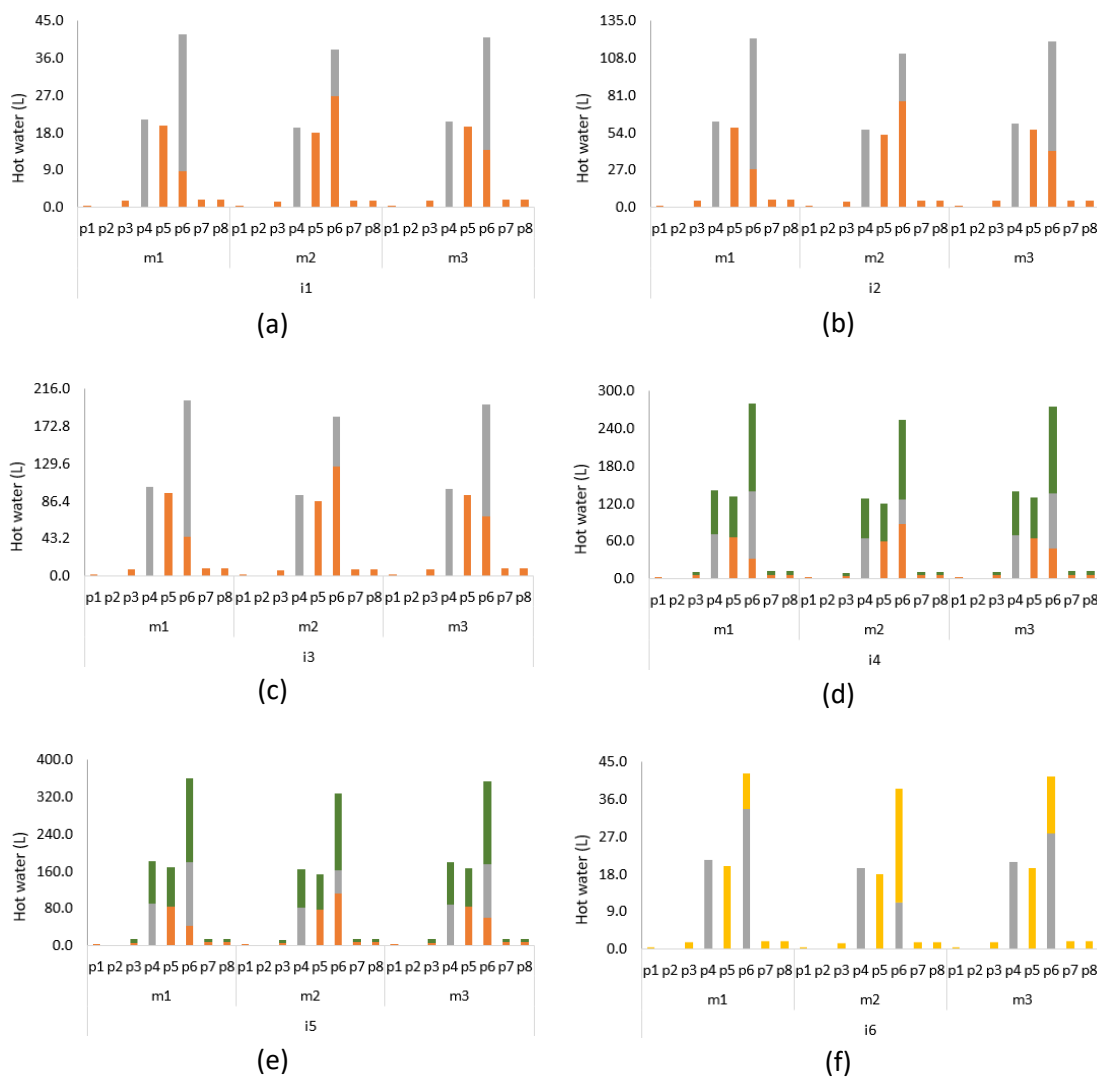 45.0
36.0
27.0
18.0
9.0
0.0
Hot water (L)
p1 p2 p3 p4 p5 p6 p7 p8 p1 p2 p3 p4 p5 p6 p7 p8 p1 p2 p3 p4 p5 p6 p7 p8
m1 m2 m3
i1
(a)
135.0
108.0
81.0
54.0
27.0
0.0
Hot water (L)
p1 p2 p3 p4 p5 p6 p7 p8 p1 p2 p3 p4 p5 p6 p7 p8 p1 p2 p3 p4 p5 p6 p7 p8
m1 m2 m3
i2
(b)
216.0
172.8
129.6
86.4
43.2
0.0
Hot water (L)
p1 p2 p3 p4 p5 p6 p7 p8 p1 p2 p3 p4 p5 p6 p7 p8 p1 p2 p3 p4 p5 p6 p7 p8
m1 m2 m3
i3
(c)
300.0
240.0
180.0
120.0
60.0
0.0
Hot water (L)
p1 p2 p3 p4 p5 p6 p7 p8 p1 p2 p3 p4 p5 p6 p7 p8 p1 p2 p3 p4 p5 p6 p7 p8
m1 m2 m3
i4
(d)
400.0
320.0
240.0
160.0
80.0
0.0
Hot water (L)
p1 p2 p3 p4 p5 p6 p7 p8 p1 p2 p3 p4 p5 p6 p7 p8 p1 p2 p3 p4 p5 p6 p7 p8
m1 m2 m3
i5
(e)
45.0
36.0
27.0
18.0
9.0
0.0
Hot water (L)
p1 p2 p3 p4 p5 p6 p7 p8 p1 p2 p3 p4 p5 p6 p7 p8 p1 p2 p3 p4 p5 p6 p7 p8
m1 m2 m3
i6
(f)